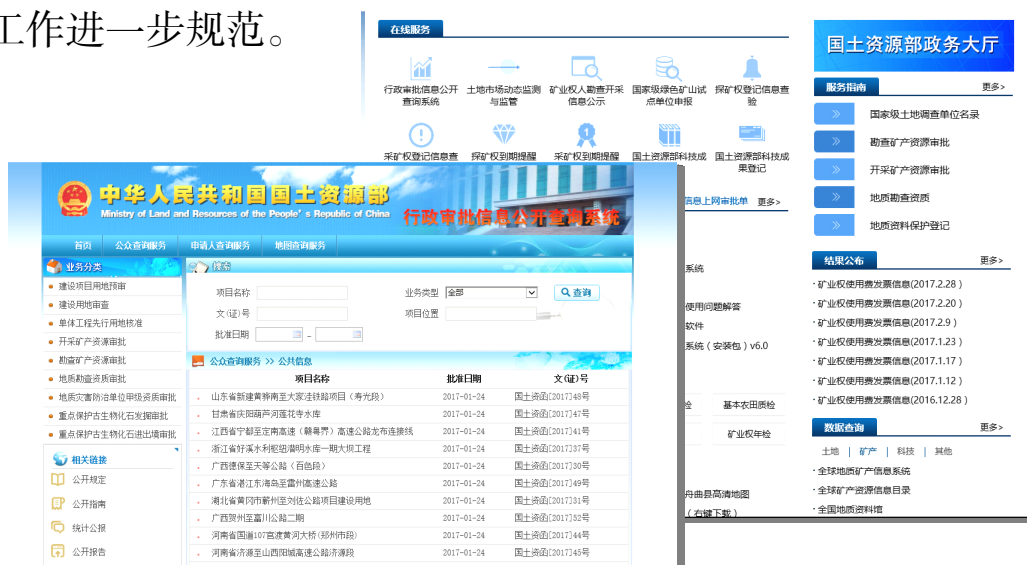 工作进一步规范。
在线服务
行政审批信息公开查询系统
土地市场动态监测与监管
矿业权人勘查开采信息公示
国家级绿色矿山试点单位申报
探矿权登记信息查验
采矿权登记信息查
探矿权到期提醒
采矿权到期提醒
国土资源部科技成
国土资源部科技成果登记
国土资源部政务大厅
服务指南 更多>
国家级土地调查单位名录
勘查矿产资源审批
开采矿产资源审批
地质勘查资质
地质资料保护登记
信息上网审批单 更多>
系统
使用问题解答
软件
系统（安装包）v6.0
检 基本农田质检
矿业权年检
舟曲县高清地图
（右键下载）
结果公布 更多>
·矿业权使用费发票信息(2017.2.28 )
·矿业权使用费发票信息(2017.2.20 )
·矿业权使用费发票信息(2017.2.9 )
·矿业权使用费发票信息(2017.1.23 )
·矿业权使用费发票信息(2017.1.17 )
·矿业权使用费发票信息(2017.1.12 )
·矿业权使用费发票信息(2016.12.28 )
数据查询 更多>
土地 | 矿产 | 科技 | 其他
·全球地质矿产信息系统
·全球矿产资源信息目录
·全国地质资料馆
中华人民共和国国土资源部
Ministry of Land and Resources of the People's Republic of China
行政审批信息公开查询系统
首页 公众查询服务 申请人查询服务 地图查询服务
业务分类
建设项目用地预审
建设用地审查
单体工程先行用地核准
开采矿产资源审批
勘查矿产资源审批
地质勘查资质审批
地质灾害防治单位甲级资质审批
重点保护古生物化石发掘审批
重点保护古生物化石进出境审批
相关链接
公开规定
公开指南
统计公报
公开报告
搜索
项目名称 业务类型 全部 查询
文(证)号 项目位置
批准日期 -
公众查询服务 >> 公共信息
项目名称 批准日期 文(证)号
山东省新建黄骅南至大家洼铁路项目（寿光段） 2017-01-24 国土资函[2017]49号
甘肃省庆阳葫芦河莲花寺水库 2017-01-24 国土资函[2017]47号
江西省宁都至定南高速（赣粤界）高速公路龙布连接线 2017-01-24 国土资函[2017]41号
浙江省好溪水利枢纽潜明水库一期大坝工程 2017-01-24 国土资函[2017]37号
广西德保至天等公路（百色段） 2017-01-24 国土资函[2017]30号
广东省湛江东海岛至雷州高速公路 2017-01-24 国土资函[2017]34号
湖北省黄冈市蕲州至刘佐公路项目建设用地 2017-01-24 国土资函[2017]31号
广西贺州至富川公路二期 2017-01-24 国土资函[2017]32号
河南省国道107官渡黄河大桥(郑州市段) 2017-01-24 国土资函[2017]44号
河南省济源至山西阳城高速公路济源段 2017-01-24 国土资函[2017]45号